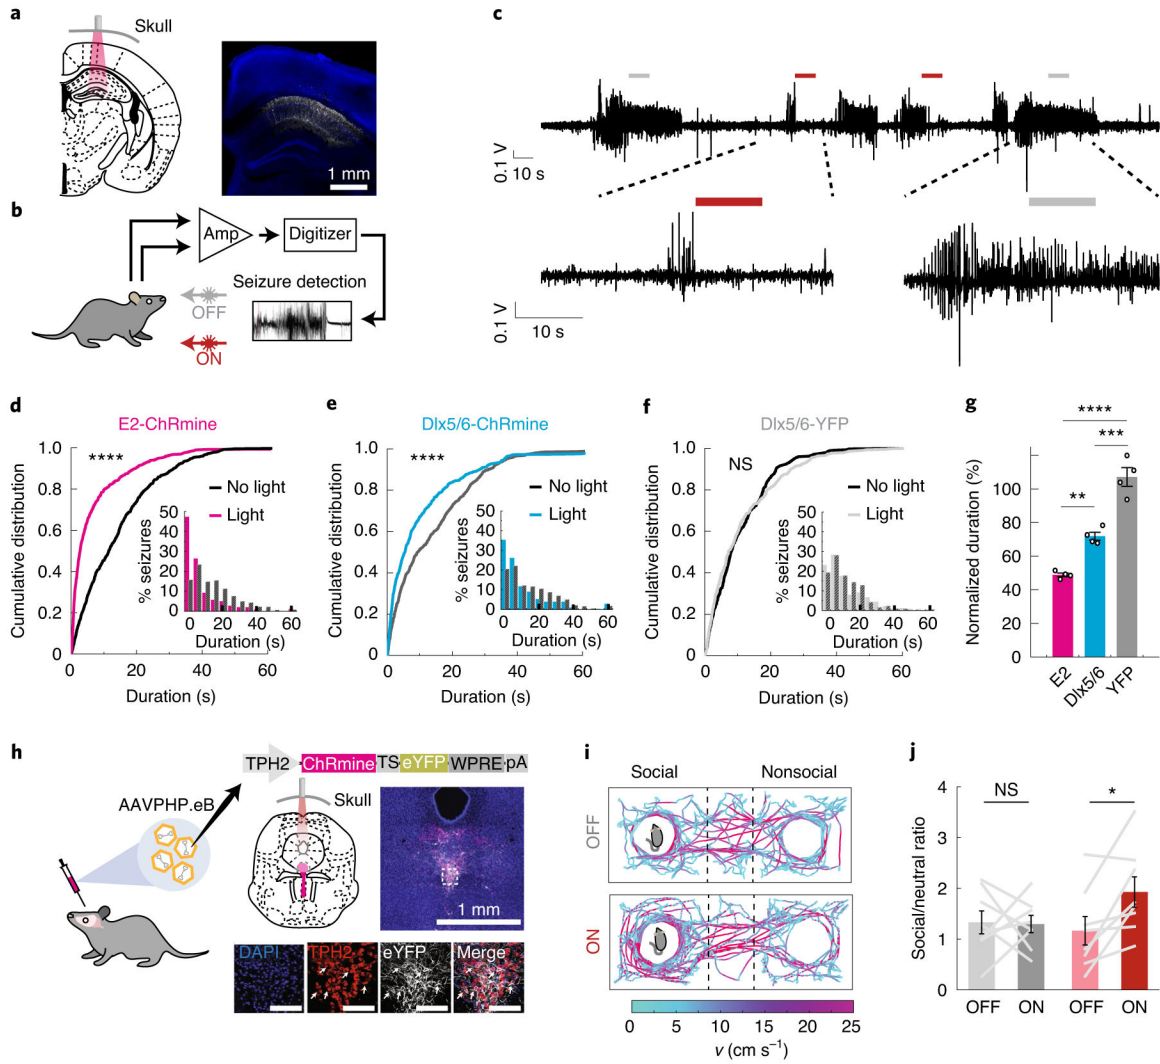 a
Skull
1 mm
b
Amp
Digitizer
Seizure detection
OFF
ON
c
0.1 V
10 s
0.1 V
10 s
d
E2-ChRmine
****
Cumulative distribution
1.0
0.8
0.6
0.4
0.2
0
0 20 40 60
Duration (s)
No light
Light
% seizures
50
40
30
20
10
0
0 20 40 60
Duration (s)
e
Dlx5/6-ChRmine
****
Cumulative distribution
1.0
0.8
0.6
0.4
0.2
0
0 20 40 60
Duration (s)
No light
Light
% seizures
50
40
30
20
10
0
0 20 40 60
Duration (s)
f
Dlx5/6-YFP
NS
Cumulative distribution
1.0
0.8
0.6
0.4
0.2
0
0 20 40 60
Duration (s)
No light
Light
% seizures
50
40
30
20
10
0
0 20 40 60
Duration (s)
g
****
***
**
Normalized duration (%)
100
80
60
40
20
0
E2
Dlx5/6
YFP
h
TPH2 ChRmine TS eYFP WPRE pA
AAVPHP.eB
Skull
1 mm
DAPI TPH2 eYFP Merge
i
Social Nonsocial
OFF
ON
0 5 10 15 20 25
v (cm s⁻¹)
j
NS
*
Social/neutral ratio
4
3
2
1
0
OFF ON OFF ON